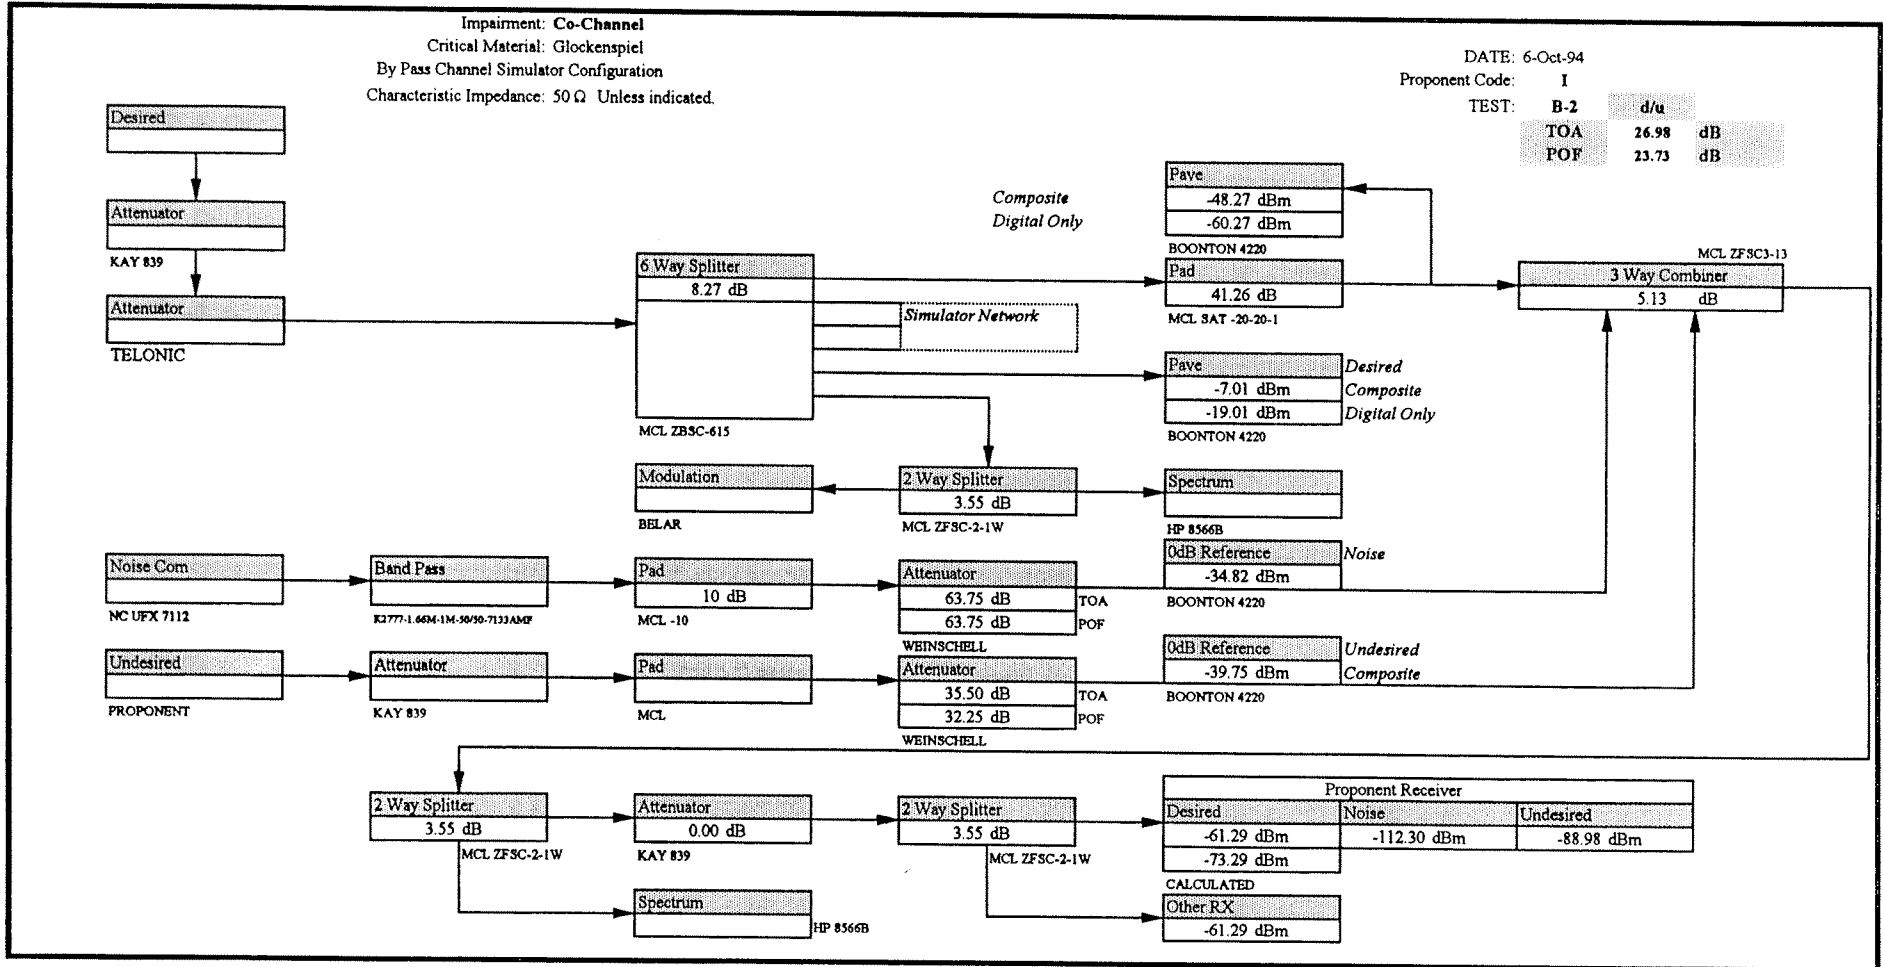 Impairment: Co-Channel
Critical Material: Glockenspiel
By Pass Channel Simulator Configuration
Characteristic Impedance: 50 Ω Unless indicated.
DATE: 6-Oct-94
Proponent Code: I
TEST: B-2 d/u
TOA 26.98 dB
POF 23.73 dB
Desired
Attenuator
KAY 839
Attenuator
TELONIC
6 Way Splitter
8.27 dB
MCL ZBSC-615
Simulator Network
Composite
Digital Only
Pave
-48.27 dBm
-60.27 dBm
BOONTON 4220
Pad
41.26 dB
MCL SAT -20-20-1
MCL ZFSC3-13
3 Way Combiner
5.13 dB
Pave
-7.01 dBm
-19.01 dBm
BOONTON 4220
Desired
Composite
Digital Only
Modulation
BELAR
2 Way Splitter
3.55 dB
MCL ZFSC-2-1W
Spectrum
HP 8566B
Noise Com
NC UFX 7112
Band Pass
K2777-1.66M-1M-50/50-7133AMF
Pad
10 dB
MCL -10
Attenuator
63.75 dB TOA
63.75 dB POF
WEINSCHELL
0dB Reference Noise
-34.82 dBm
BOONTON 4220
Undesired
PROPONENT
Attenuator
KAY 839
Pad
MCL
Attenuator
35.50 dB TOA
32.25 dB POF
WEINSCHELL
0dB Reference Undesired
-39.75 dBm Composite
BOONTON 4220
2 Way Splitter
3.55 dB
MCL ZFSC-2-1W
Attenuator
0.00 dB
KAY 839
2 Way Splitter
3.55 dB
MCL ZFSC-2-1W
Proponent Receiver
Desired Noise Undesired
-61.29 dBm -112.30 dBm -88.98 dBm
-73.29 dBm
CALCULATED
Spectrum
HP 8566B
Other RX
-61.29 dBm